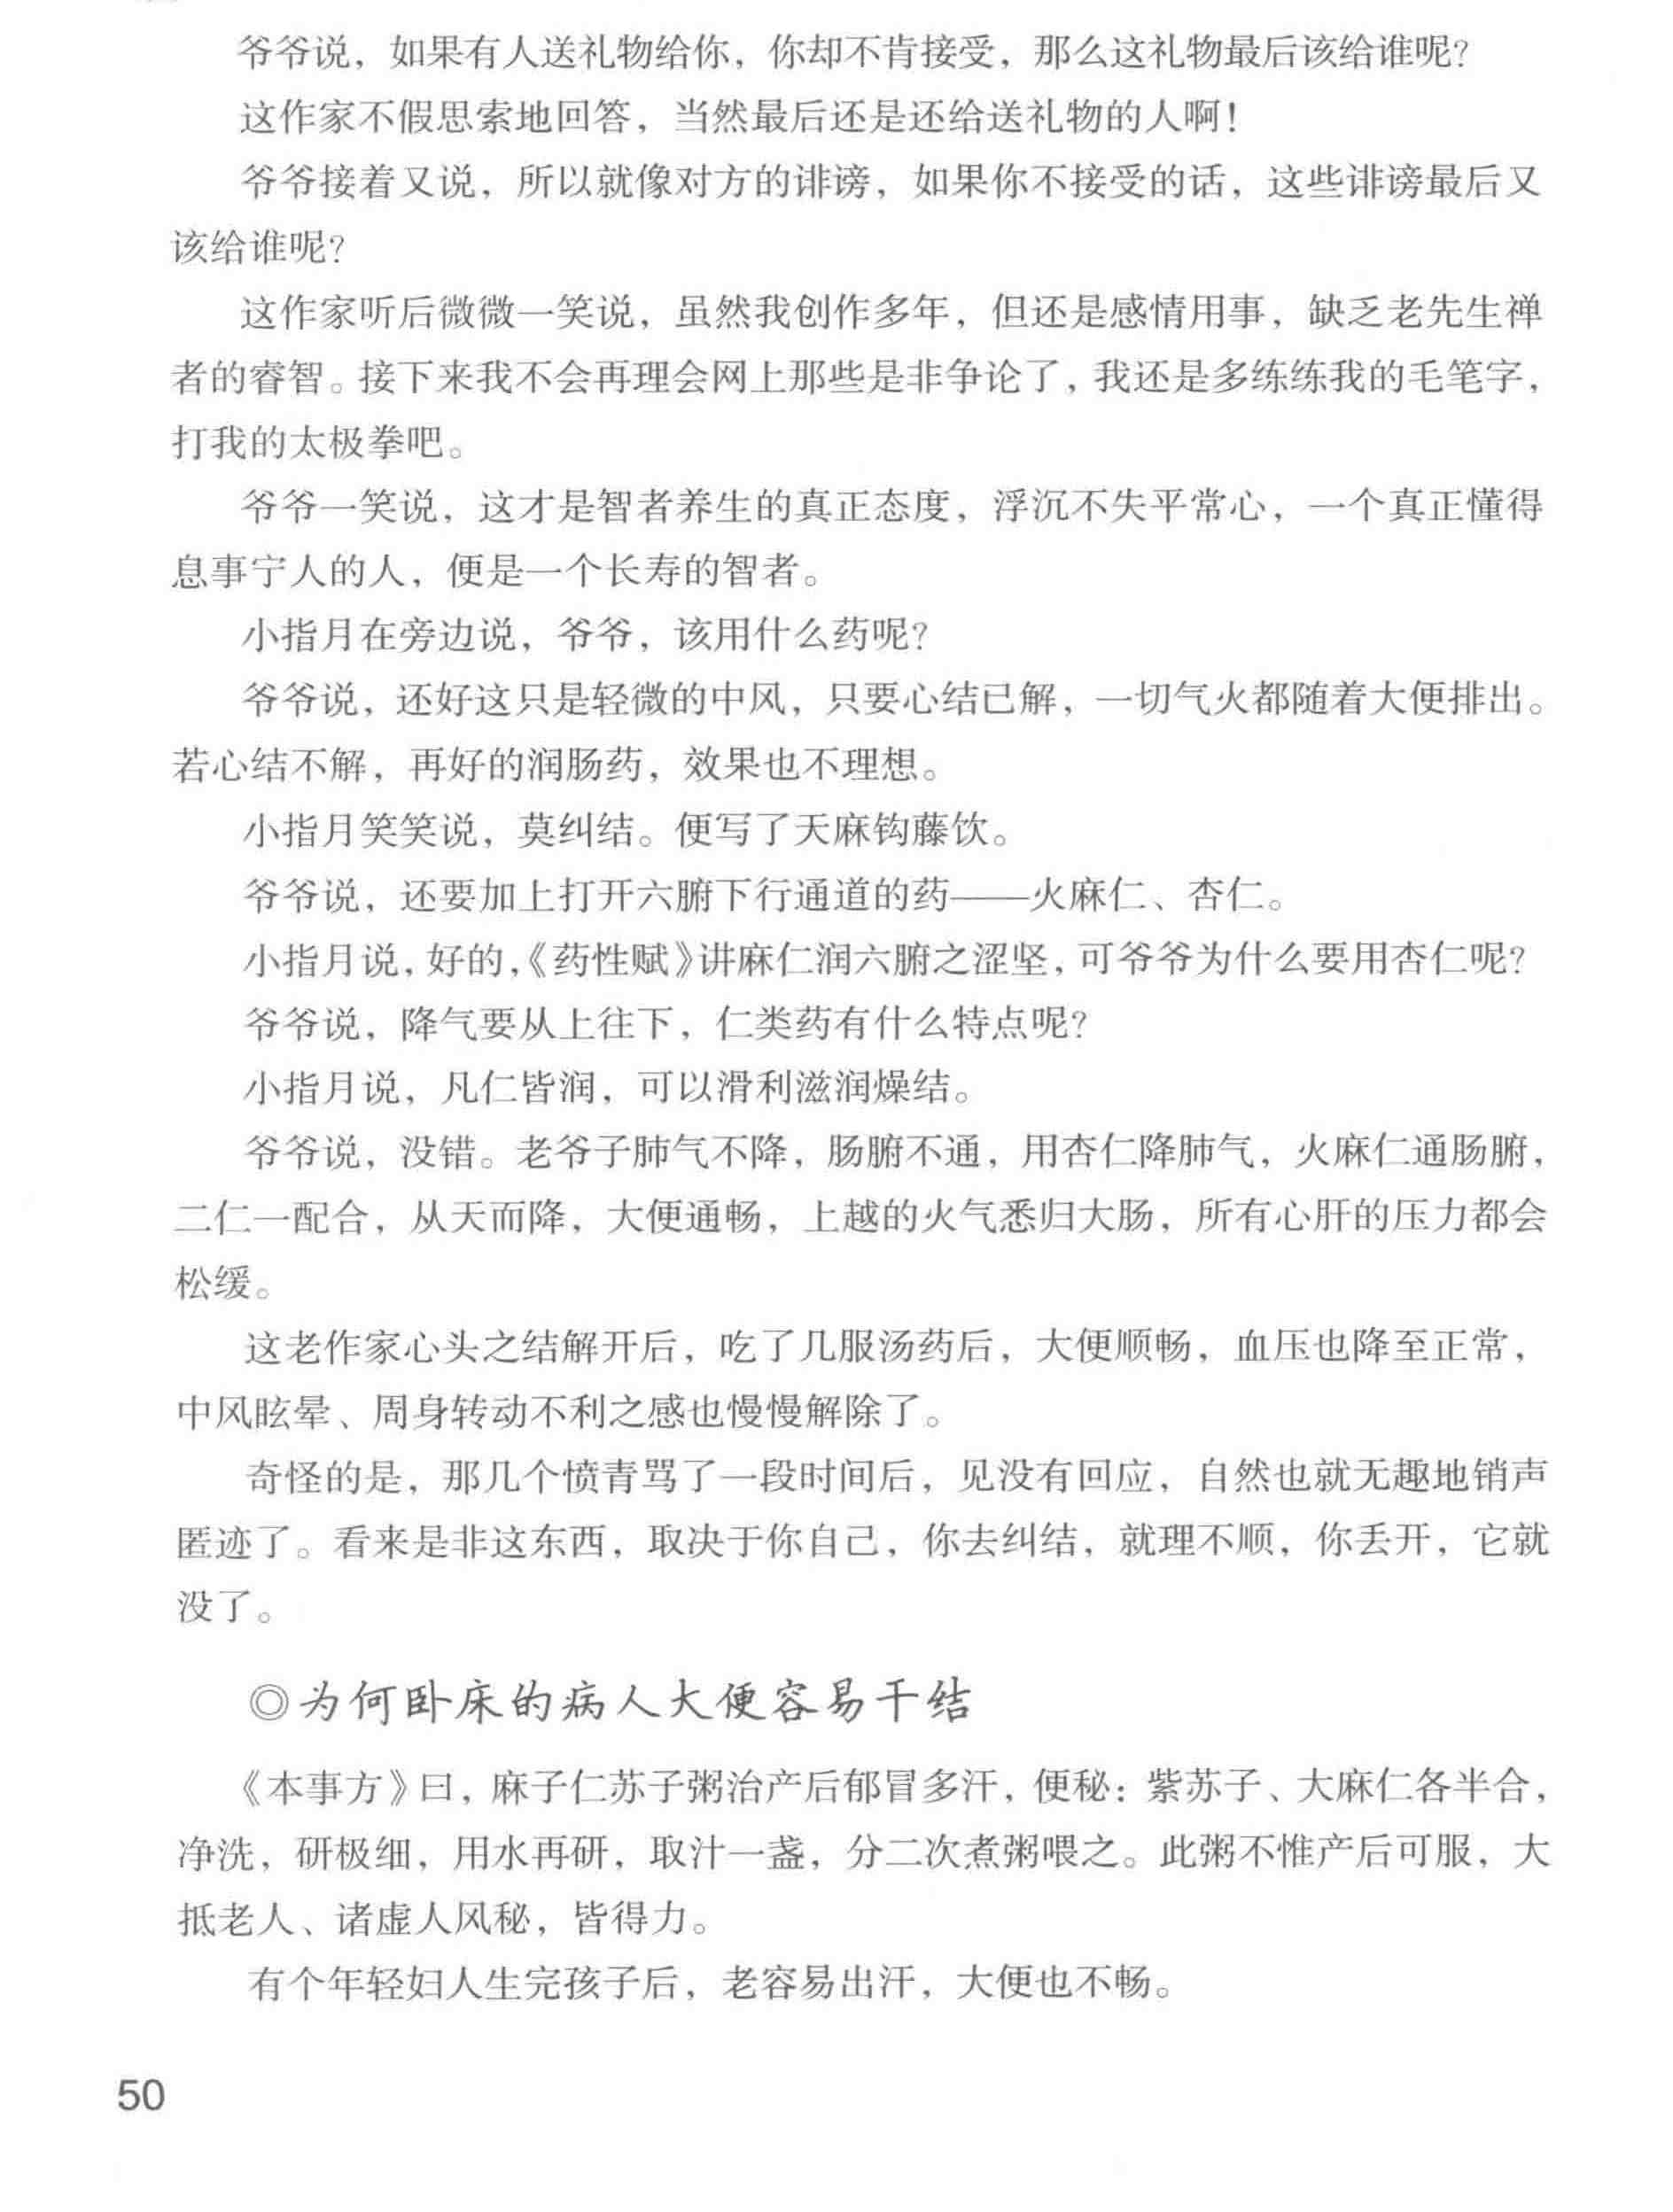 爷爷说，如果有人送礼物给你，你却不肯接受，那么这礼物最后该给谁呢？
这作家不假思索地回答，当然最后还是还给送礼物的人啊！
爷爷接着又说，所以就像对方的诽谤，如果你不接受的话，这些诽谤最后又
该给谁呢？
这作家听后微微一笑说，虽然我创作多年，但还是感情用事，缺乏老先生禅
者的睿智。接下来我不会再理会网上那些是非争论了，我还是多练练我的毛笔字，
打我的太极拳吧。
爷爷一笑说，这才是智者养生的真正态度，浮沉不失平常心，一个真正懂得
息事宁人的人，便是一个长寿的智者。
小指月在旁边说，爷爷，该用什么药呢？
爷爷说，还好这只是轻微的中风，只要心结已解，一切气火都随着大便排出。
若心结不解，再好的润肠药，效果也不理想。
小指月笑笑说，莫纠结。便写了天麻钩藤饮。
爷爷说，还要加上打开六腑下行通道的药——火麻仁、杏仁。
小指月说，好的，《药性赋》讲麻仁润六腑之涩坚，可爷爷为什么要用杏仁呢？
爷爷说，降气要从上往下，仁类药有什么特点呢？
小指月说，凡仁皆润，可以滑利滋润燥结。
爷爷说，没错。老爷子肺气不降，肠腑不通，用杏仁降肺气，火麻仁通肠腑，
二仁一配合，从天而降，大便通畅，上越的火气悉归大肠，所有心肝的压力都会
松缓。
这老作家心头之结解开后，吃了几服汤药后，大便顺畅，血压也降至正常，
中风眩晕、周身转动不利之感也慢慢解除了。
奇怪的是，那几个愤青骂了一段时间后，见没有回应，自然也就无趣地销声
匿迹了。看来是非这东西，取决于你自己，你去纠结，就理不顺，你丢开，它就
没了。
◎为何卧床的病人大便容易干结
《本事方》曰，麻子仁苏子粥治产后郁冒多汗，便秘：紫苏子、大麻仁各半合，
净洗，研极细，用水再研，取汁一盏，分二次煮粥喂之。此粥不惟产后可服，大
抵老人、诸虚人风秘，皆得力。
有个年轻妇人生完孩子后，老容易出汗，大便也不畅。
50